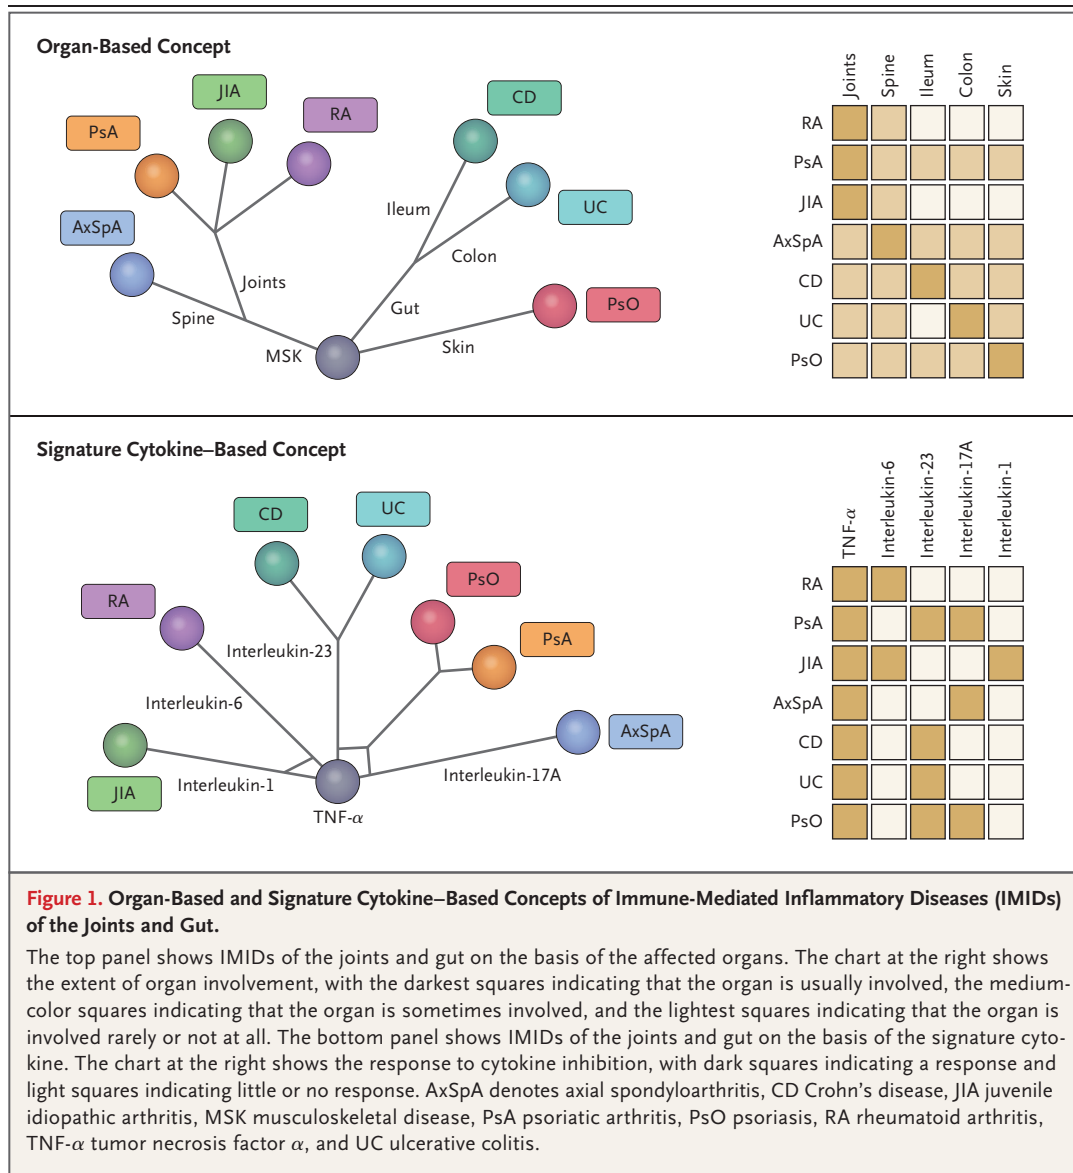 Organ-Based Concept
JIA
CD
PsA
RA
UC
AxSpA
Ileum
Colon
Joints
Spine
Gut
PsO
MSK
Skin
Joints
Spine
Ileum
Colon
Skin
RA
PsA
JIA
AxSpA
CD
UC
PsO
Signature Cytokine–Based Concept
CD
UC
PsO
RA
PsA
Interleukin-23
Interleukin-6
AxSpA
Interleukin-1
Interleukin-17A
JIA
TNF-α
TNF-α
Interleukin-6
Interleukin-23
Interleukin-17A
Interleukin-1
RA
PsA
JIA
AxSpA
CD
UC
PsO
Figure 1. Organ-Based and Signature Cytokine–Based Concepts of Immune-Mediated Inflammatory Diseases (IMIDs)
of the Joints and Gut.
The top panel shows IMIDs of the joints and gut on the basis of the affected organs. The chart at the right shows
the extent of organ involvement, with the darkest squares indicating that the organ is usually involved, the medium-
color squares indicating that the organ is sometimes involved, and the lightest squares indicating that the organ is
involved rarely or not at all. The bottom panel shows IMIDs of the joints and gut on the basis of the signature cyto-
kine. The chart at the right shows the response to cytokine inhibition, with dark squares indicating a response and
light squares indicating little or no response. AxSpA denotes axial spondyloarthritis, CD Crohn's disease, JIA juvenile
idiopathic arthritis, MSK musculoskeletal disease, PsA psoriatic arthritis, PsO psoriasis, RA rheumatoid arthritis,
TNF-α tumor necrosis factor α, and UC ulcerative colitis.